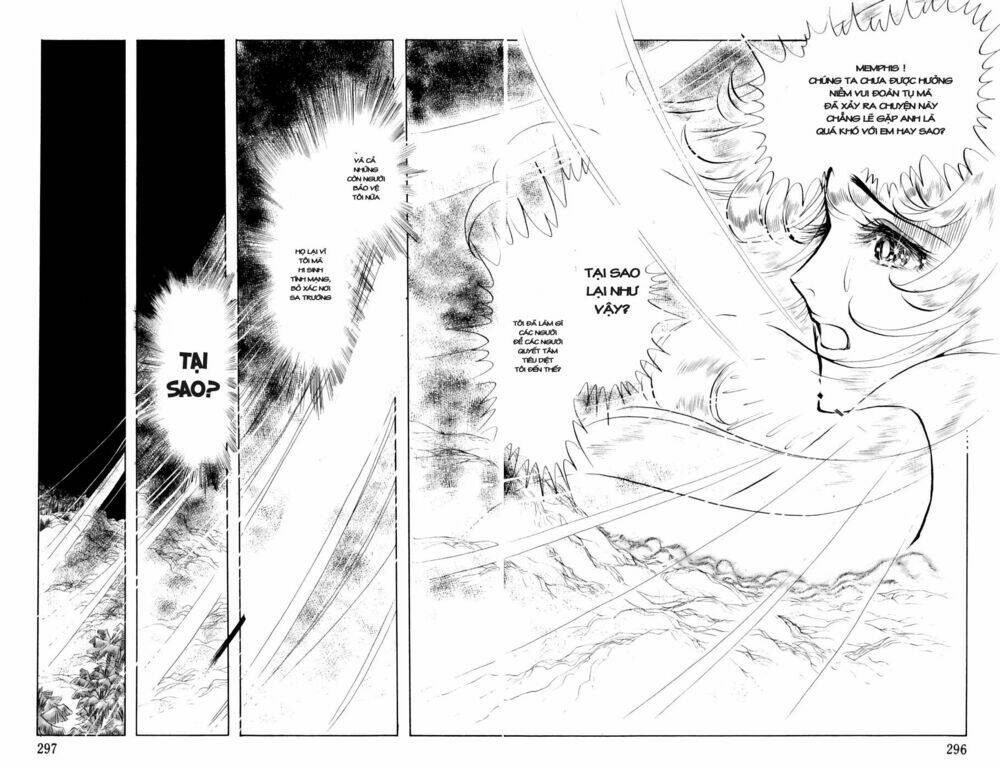 MEMPHIS !
CHÚNG TA CHƯA ĐƯỢC HƯỞNG
NIỀM VUI ĐOÀN TỤ MÀ
ĐÃ XẢY RA CHUYỆN NÀY
CHẲNG LẼ GẶP ANH LÀ
QUÁ KHÓ VỚI EM HAY SAO?
TẠI SAO
LẠI NHƯ
VẬY?
TÔI ĐÃ LÀM GÌ
CÁC NGƯỜI
ĐỂ CÁC NGƯỜI
QUYẾT TÂM
TIÊU DIỆT
TÔI ĐẾN THẾ?
VÀ CẢ
NHỮNG
CON NGƯỜI
BẢO VỆ
TÔI NỮA
HỌ LẠI VÌ
TÔI MÀ
HI SINH
TÍNH MẠNG,
BỎ XÁC NƠI
SA TRƯỜNG
TẠI
SAO?
297
296